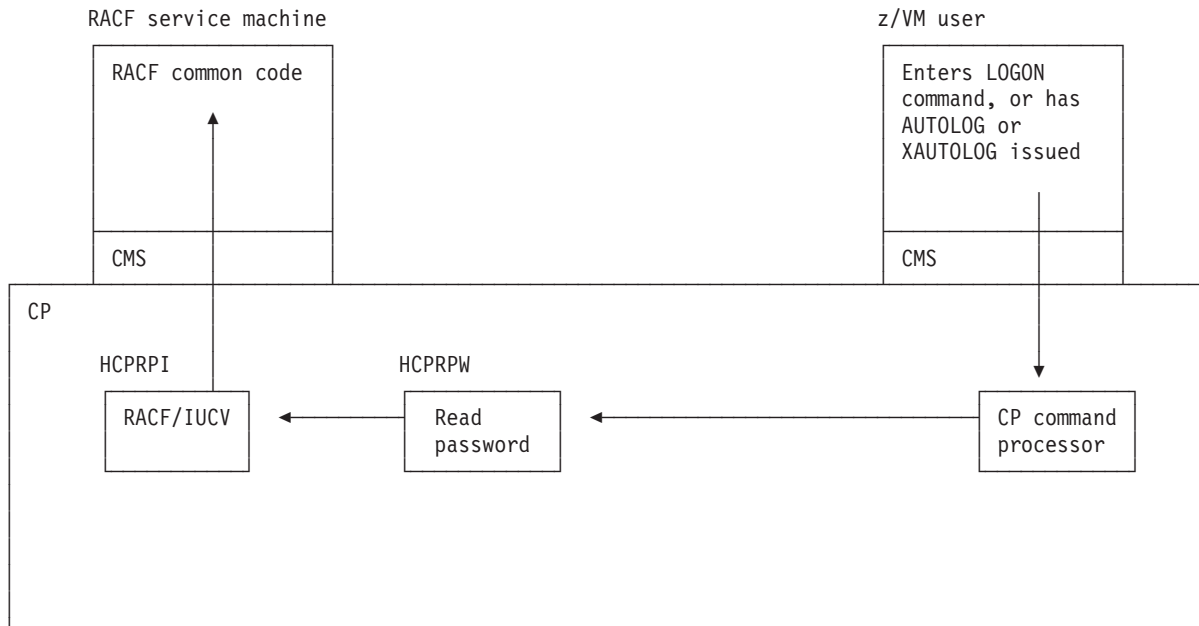 RACF service machine
z/VM user
RACF common code
Enters LOGON
command, or has
AUTOLOG or
XAUTOLOG issued
CMS
CMS
CP
HCPRPI
HCPRPW
RACF/IUCV
Read
password
CP command
processor